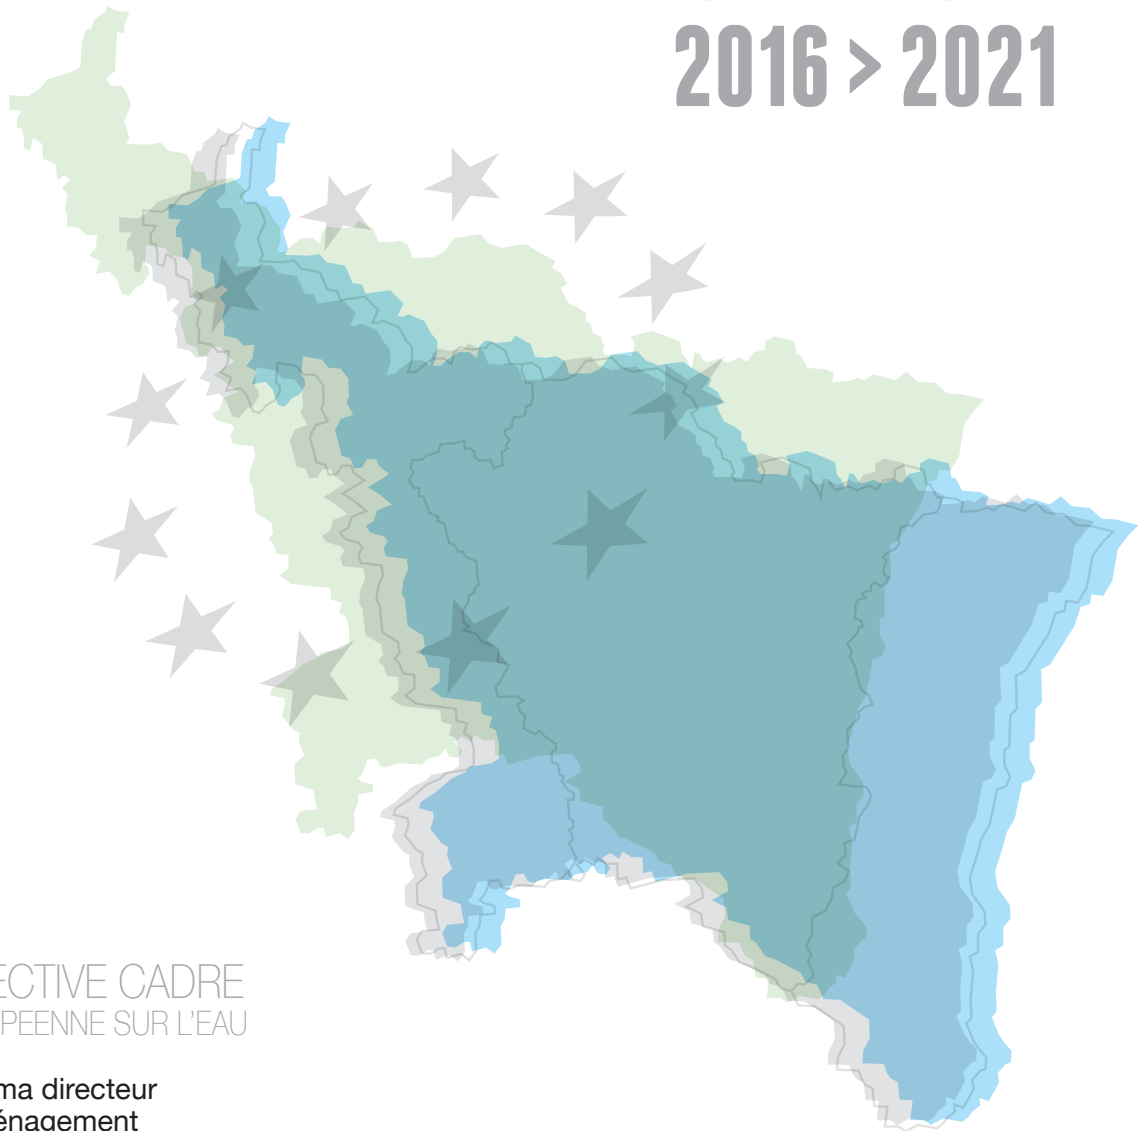 2016 > 2021
ECTIVE CADRE
PEENNE SUR L'EAU
ma directeur
énagement